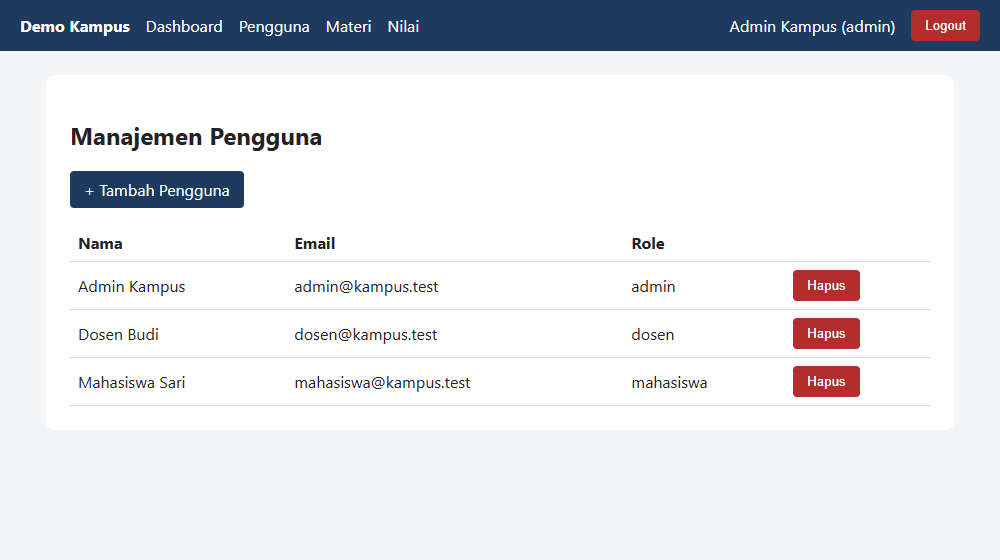 Demo Kampus Dashboard Pengguna Materi Nilai Admin Kampus (admin) Logout
Manajemen Pengguna
+ Tambah Pengguna
Nama Email Role
Admin Kampus admin@kampus.test admin Hapus
Dosen Budi dosen@kampus.test dosen Hapus
Mahasiswa Sari mahasiswa@kampus.test mahasiswa Hapus